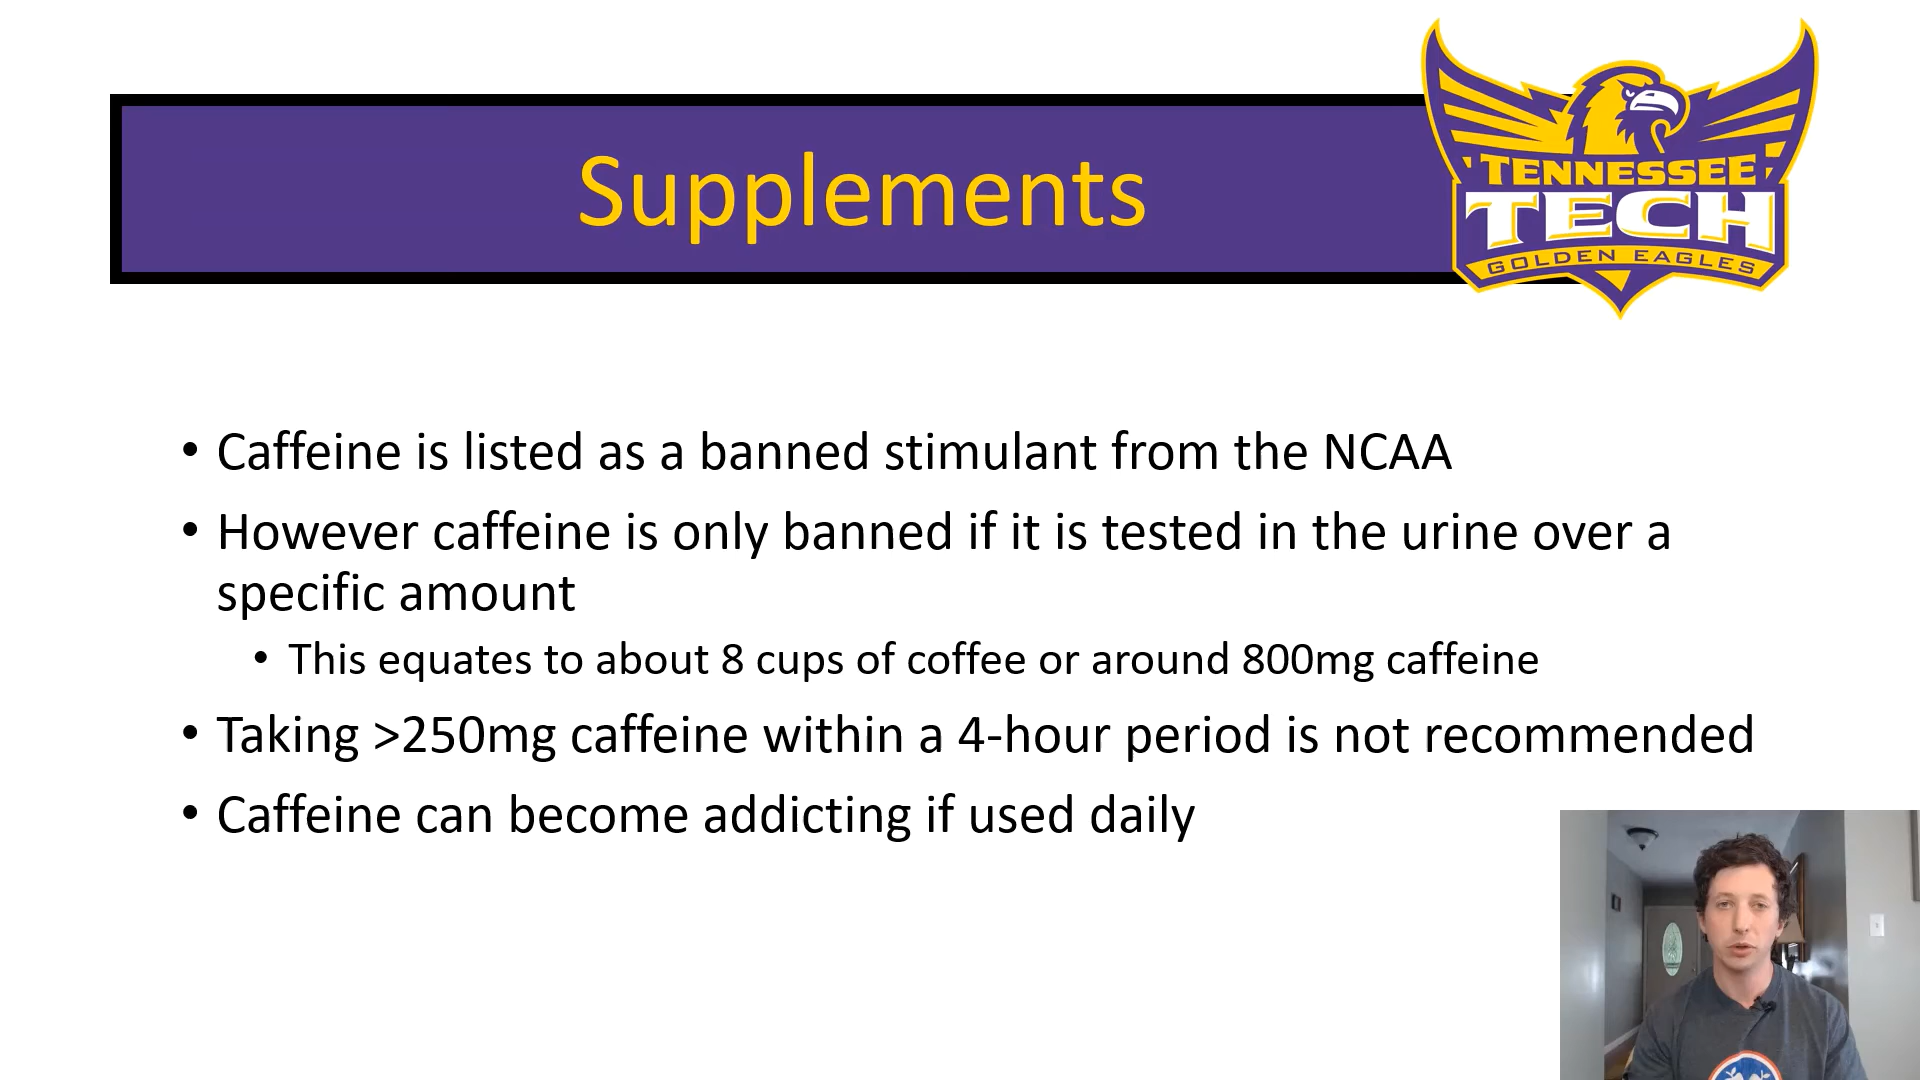 Supplements
TENNESSEE
TECH
GOLDEN EAGLES
• Caffeine is listed as a banned stimulant from the NCAA
• However caffeine is only banned if it is tested in the urine over a
specific amount
• This equates to about 8 cups of coffee or around 800mg caffeine
• Taking >250mg caffeine within a 4-hour period is not recommended
• Caffeine can become addicting if used daily